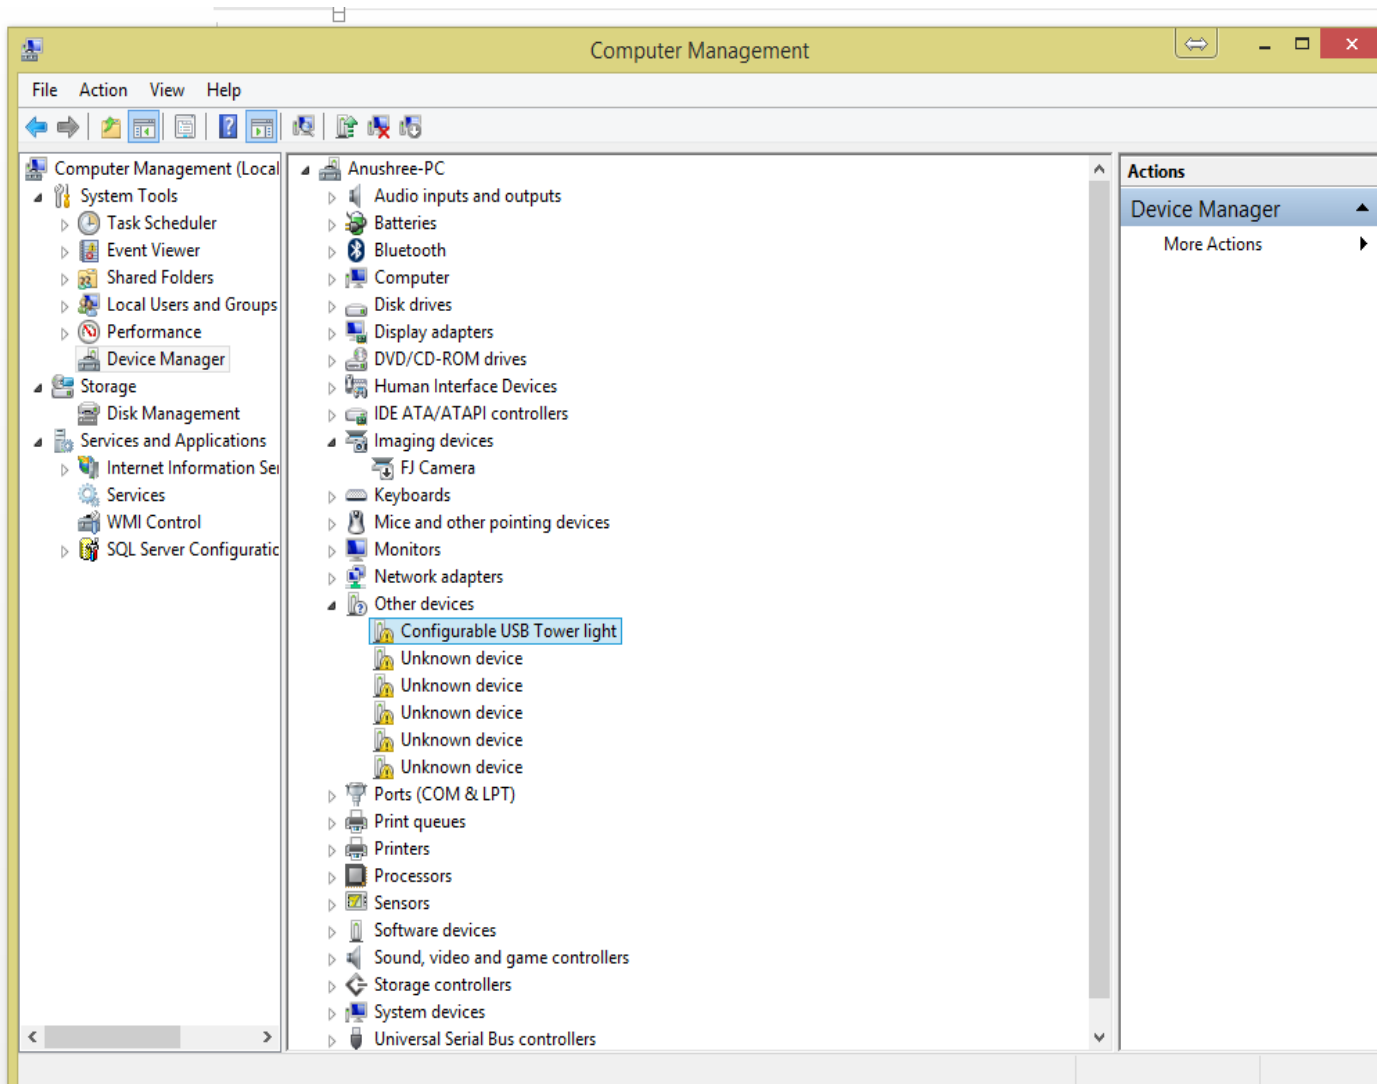 Computer Management
File Action View Help
Computer Management (Local
System Tools
Task Scheduler
Event Viewer
Shared Folders
Local Users and Groups
Performance
Device Manager
Storage
Disk Management
Services and Applications
Internet Information Ser
Services
WMI Control
SQL Server Configuratic
Anushree-PC
Audio inputs and outputs
Batteries
Bluetooth
Computer
Disk drives
Display adapters
DVD/CD-ROM drives
Human Interface Devices
IDE ATA/ATAPI controllers
Imaging devices
FJ Camera
Keyboards
Mice and other pointing devices
Monitors
Network adapters
Other devices
Configurable USB Tower light
Unknown device
Unknown device
Unknown device
Unknown device
Unknown device
Ports (COM & LPT)
Print queues
Printers
Processors
Sensors
Software devices
Sound, video and game controllers
Storage controllers
System devices
Universal Serial Bus controllers
Actions
Device Manager
More Actions